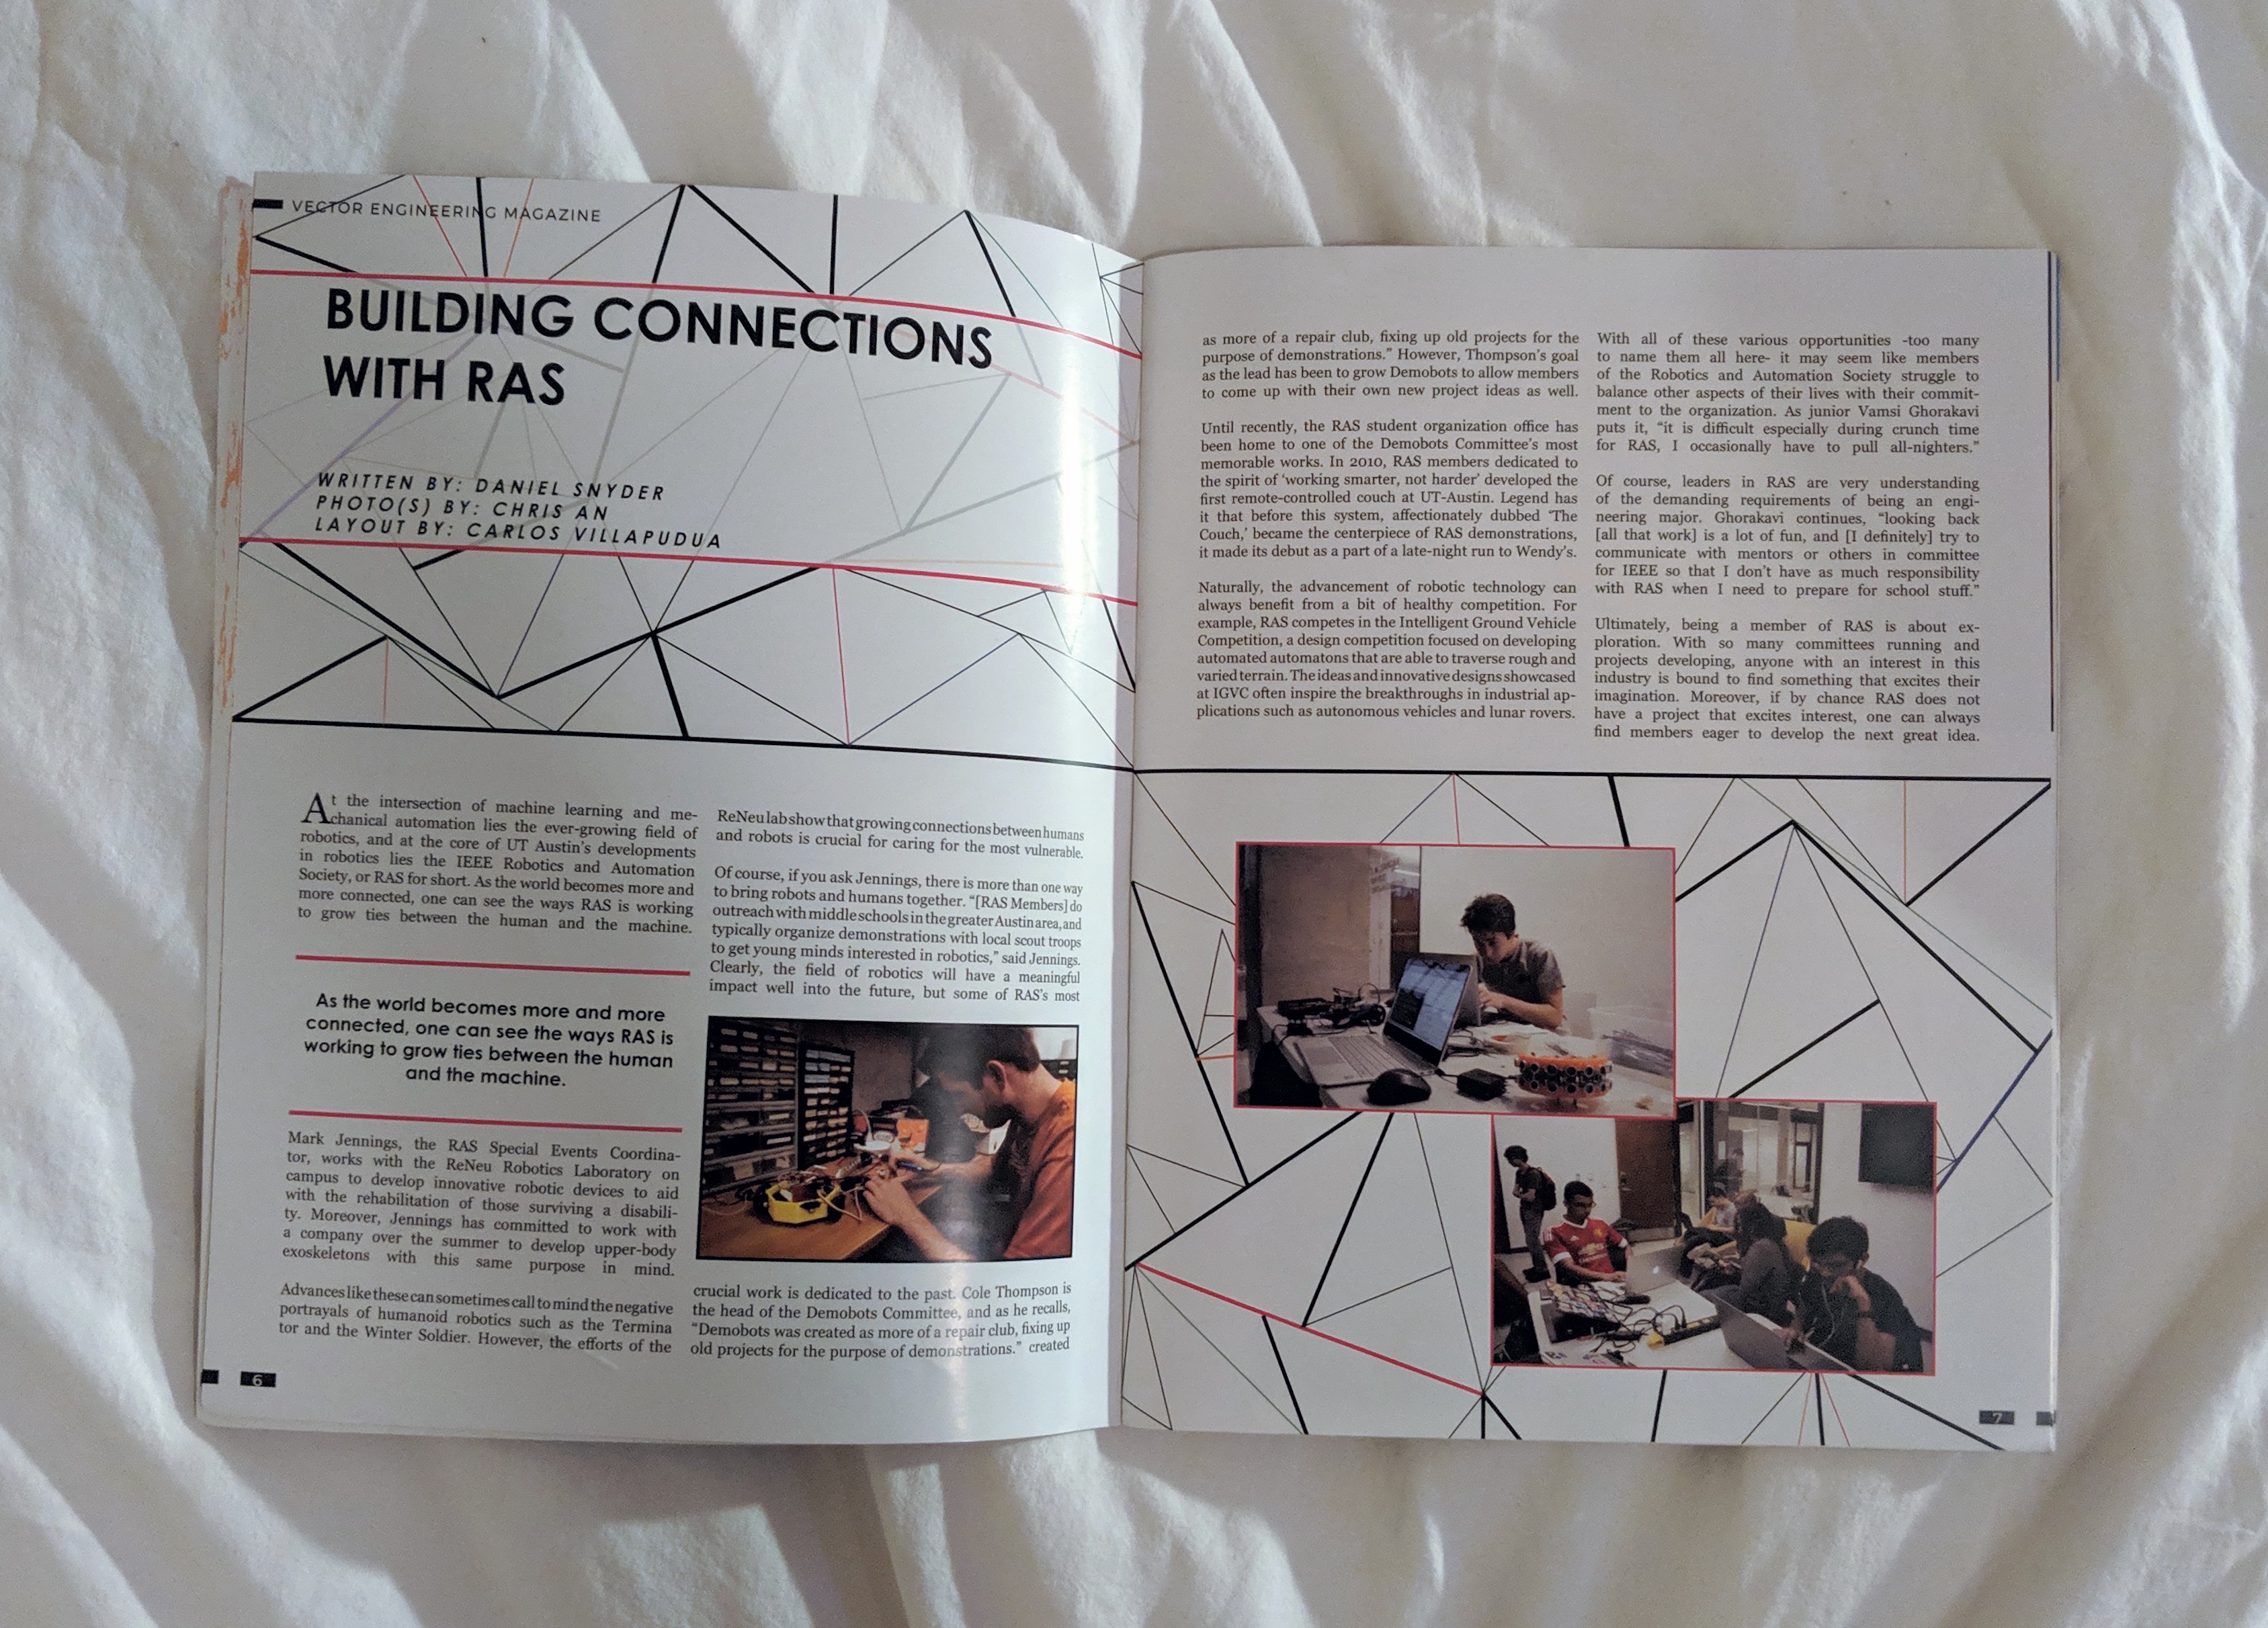 VECTOR ENGINEERING MAGAZINE
BUILDING CONNECTIONS
WITH RAS
WRITTEN BY: DANIEL SNYDER
PHOTO(S) BY: CHRIS AN
LAYOUT BY: CARLOS VILLAPUDUA
At the intersection of machine learning and me-
chanical automation lies the ever-growing field of
robotics, and at the core of UT Austin's developments
in robotics lies the IEEE Robotics and Automation
Society, or RAS for short. As the world becomes more and
more connected, one can see the ways RAS is working
to grow ties between the human and the machine.
As the world becomes more and more
connected, one can see the ways RAS is
working to grow ties between the human
and the machine.
Mark Jennings, the RAS Special Events Coordina-
tor, works with the ReNeu Robotics Laboratory on
campus to develop innovative robotic devices to aid
with the rehabilitation of those surviving a disabili-
ty. Moreover, Jennings has committed to work with
a company over the summer to develop upper-body
exoskeletons with this same purpose in mind.
Advances like these can sometimes call to mind the negative
portrayals of humanoid robotics such as the Termina
tor and the Winter Soldier. However, the efforts of the
ReNeu lab show that growing connections between humans
and robots is crucial for caring for the most vulnerable.
Of course, if you ask Jennings, there is more than one way
to bring robots and humans together. “[RAS Members] do
outreach with middle schools in the greater Austin area, and
typically organize demonstrations with local scout troops
to get young minds interested in robotics,” said Jennings.
Clearly, the field of robotics will have a meaningful
impact well into the future, but some of RAS's most
crucial work is dedicated to the past. Cole Thompson is
the head of the Demobots Committee, and as he recalls,
“Demobots was created as more of a repair club, fixing up
old projects for the purpose of demonstrations.” created
6
as more of a repair club, fixing up old projects for the
purpose of demonstrations.” However, Thompson's goal
as the lead has been to grow Demobots to allow members
to come up with their own new project ideas as well.
Until recently, the RAS student organization office has
been home to one of the Demobots Committee's most
memorable works. In 2010, RAS members dedicated to
the spirit of ‘working smarter, not harder’ developed the
first remote-controlled couch at UT-Austin. Legend has
it that before this system, affectionately dubbed ‘The
Couch,’ became the centerpiece of RAS demonstrations,
it made its debut as a part of a late-night run to Wendy's.
Naturally, the advancement of robotic technology can
always benefit from a bit of healthy competition. For
example, RAS competes in the Intelligent Ground Vehicle
Competition, a design competition focused on developing
automated automatons that are able to traverse rough and
varied terrain. The ideas and innovative designs showcased
at IGVC often inspire the breakthroughs in industrial ap-
plications such as autonomous vehicles and lunar rovers.
With all of these various opportunities -too many
to name them all here- it may seem like members
of the Robotics and Automation Society struggle to
balance other aspects of their lives with their commit-
ment to the organization. As junior Vamsi Ghorakavi
puts it, “it is difficult especially during crunch time
for RAS, I occasionally have to pull all-nighters.”
Of course, leaders in RAS are very understanding
of the demanding requirements of being an engi-
neering major. Ghorakavi continues, “looking back
[all that work] is a lot of fun, and [I definitely] try to
communicate with mentors or others in committee
for IEEE so that I don't have as much responsibility
with RAS when I need to prepare for school stuff.”
Ultimately, being a member of RAS is about ex-
ploration. With so many committees running and
projects developing, anyone with an interest in this
industry is bound to find something that excites their
imagination. Moreover, if by chance RAS does not
have a project that excites interest, one can always
find members eager to develop the next great idea.
7